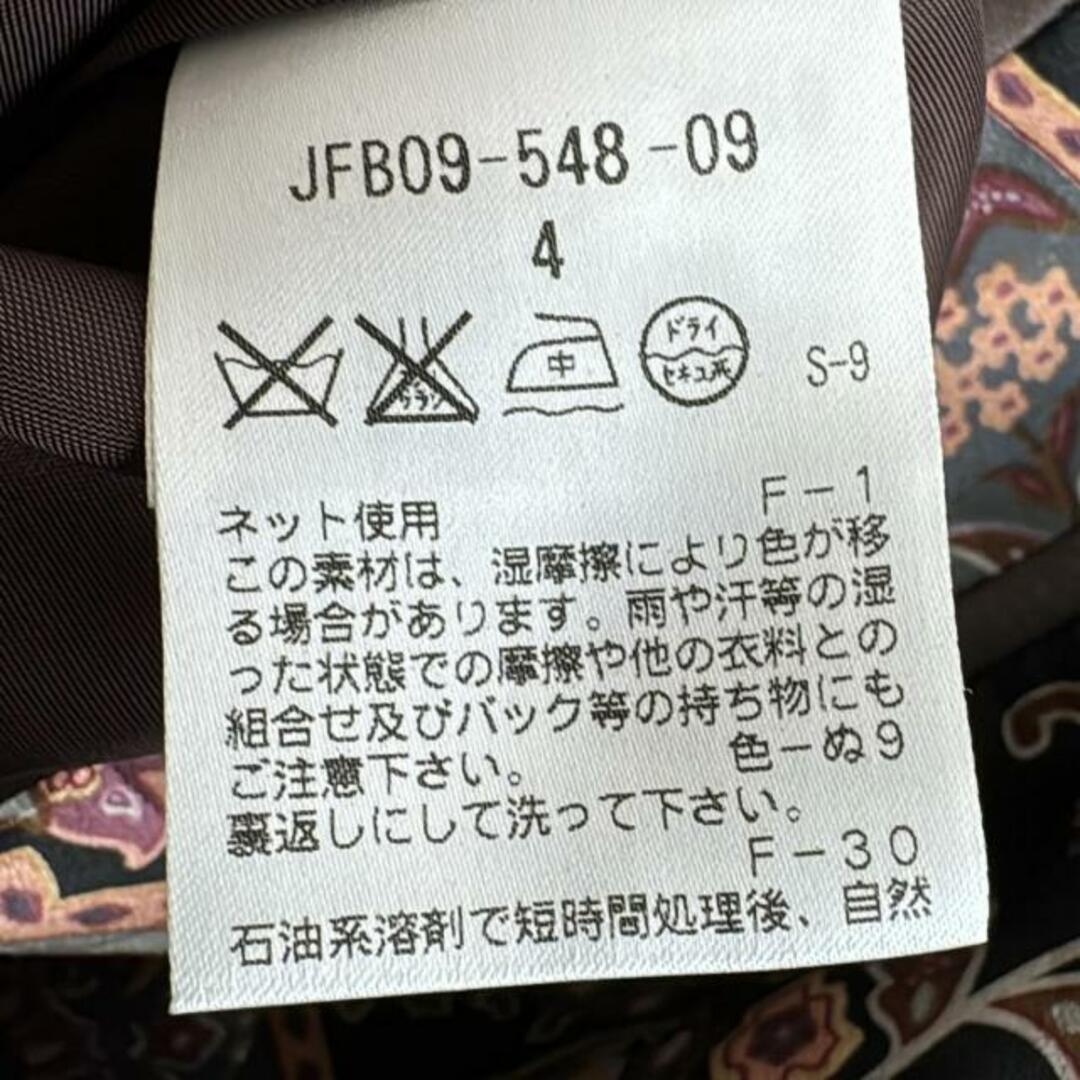 JFB09-548-09
4
中
ドライ
セキユ系
S-9
F-1
ネット使用
この素材は、湿摩擦により色が移
る場合があります。雨や汗等の湿
った状態での摩擦や他の衣料との
組合せ及びバック等の持ち物にも
ご注意下さい。 色-ぬ9
裏返しにして洗って下さい。
F-30
石油系溶剤で短時間処理後、自然